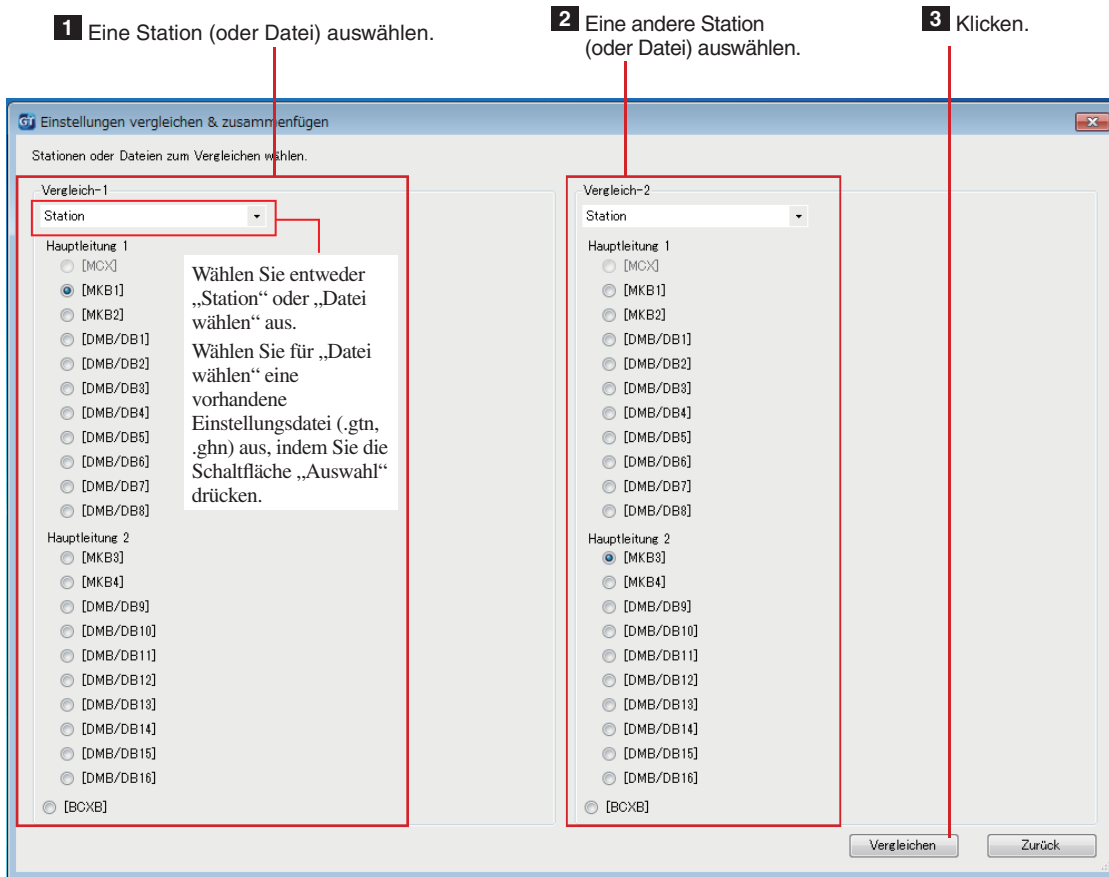 1 Eine Station (oder Datei) auswählen.
2 Eine andere Station
(oder Datei) auswählen.
3 Klicken.
GT Einstellungen vergleichen & zusammenfügen
Stationen oder Dateien zum Vergleichen wählen.
Vergleich-1
Station
Hauptleitung 1
[MCX]
[MKB1]
[MKB2]
[DMB/DB1]
[DMB/DB2]
[DMB/DB3]
[DMB/DB4]
[DMB/DB5]
[DMB/DB6]
[DMB/DB7]
[DMB/DB8]
Hauptleitung 2
[MKB3]
[MKB4]
[DMB/DB9]
[DMB/DB10]
[DMB/DB11]
[DMB/DB12]
[DMB/DB13]
[DMB/DB14]
[DMB/DB15]
[DMB/DB16]
[BCXB]
Wählen Sie entweder
„Station“ oder „Datei
wählen“ aus.
Wählen Sie für „Datei
wählen“ eine
vorhandene
Einstellungsdatei (.gtn,
.ghn) aus, indem Sie die
Schaltfläche „Auswahl“
drücken.
Vergleich-2
Station
Hauptleitung 1
[MCX]
[MKB1]
[MKB2]
[DMB/DB1]
[DMB/DB2]
[DMB/DB3]
[DMB/DB4]
[DMB/DB5]
[DMB/DB6]
[DMB/DB7]
[DMB/DB8]
Hauptleitung 2
[MKB3]
[MKB4]
[DMB/DB9]
[DMB/DB10]
[DMB/DB11]
[DMB/DB12]
[DMB/DB13]
[DMB/DB14]
[DMB/DB15]
[DMB/DB16]
[BCXB]
Vergleichen
Zurück